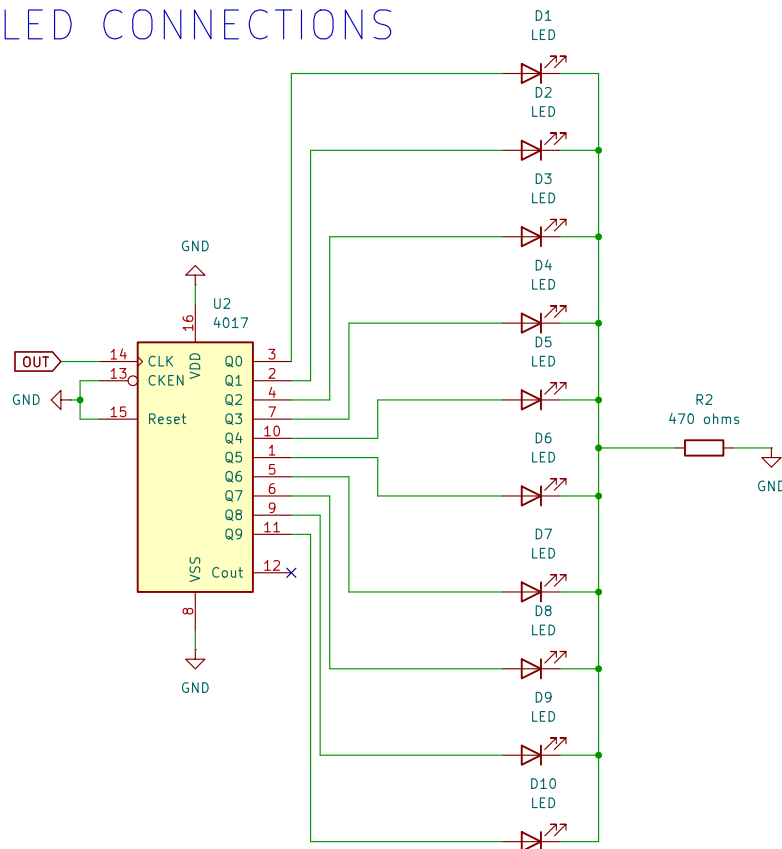 LED CONNECTIONS
D1
LED
D2
LED
D3
LED
GND
D4
LED
U2
4017
16
VDD
D5
LED
OUT
14 CLK
Q0 3
13 CKEN
Q1 2
GND
Q2 4
15 Reset
Q3 7
Q4 10
Q5 1
Q6 5
Q7 6
Q8 9
Q9 11
R2
470 ohms
GND
D6
LED
D7
LED
VSS
Cout 12
8
D8
LED
GND
D9
LED
D10
LED